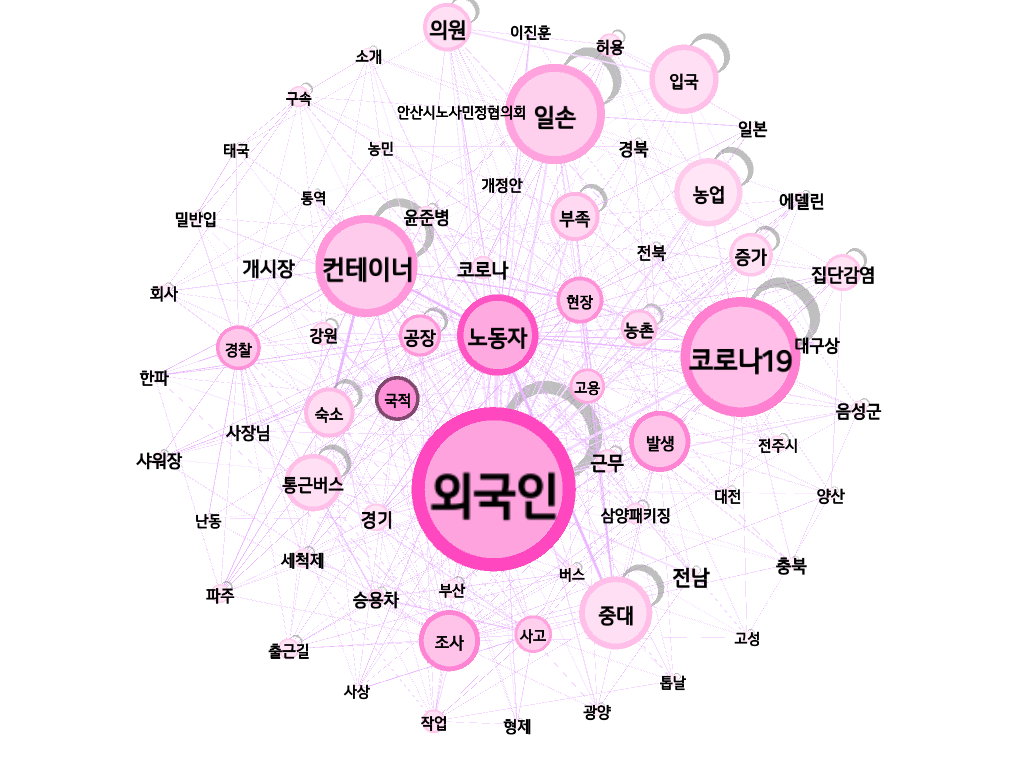 의원
이진훈
허용
소개
입국
구속
안산시노사민정협의회
일손
일본
태국
농민
경북
통역
개정안
농업
에델린
밀반입
윤준병
부족
전북
증가
개시장
컨테이너
코로나
집단감염
회사
현장
강원
공장
노동자
농촌
대구상
경찰
코로나19
한파
국적
고용
숙소
음성군
사장님
발생
전주시
샤워장
근무
통근버스
외국인
대전
양산
난동
경기
삼양패키징
세척제
버스
충북
파주
승용차
부산
전남
중대
조사
사고
고성
출근길
사상
톱날
작업
형제
광양